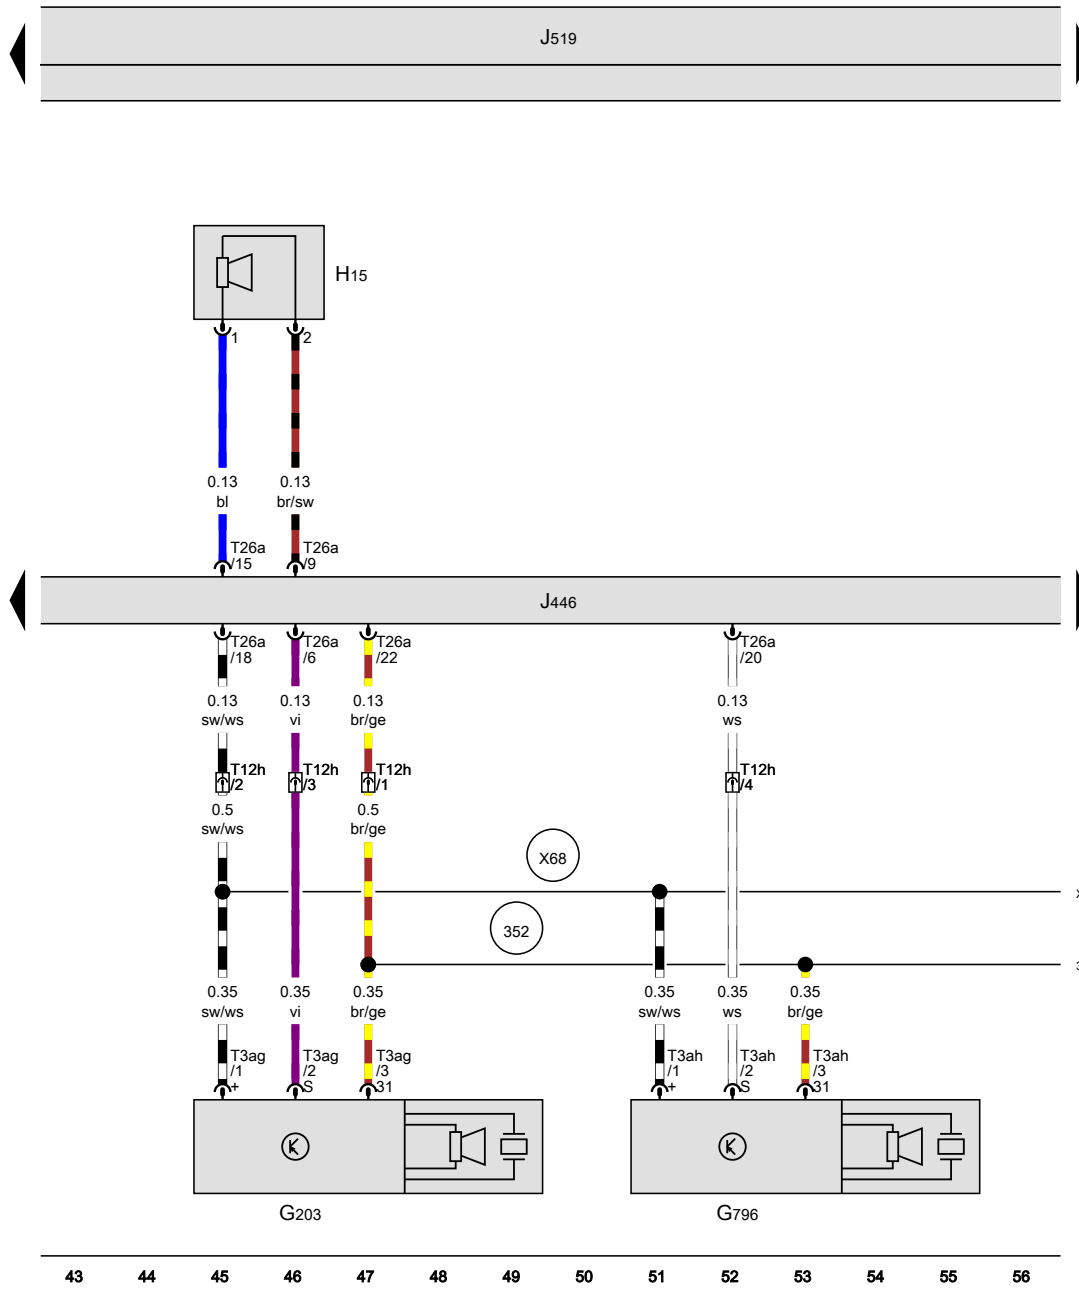 J519
H15
1 2
0.13 0.13
bl br/sw
T26a T26a
/15 /9
J446
T26a T26a T26a T26a
/18 /6 /22 /20
0.13 0.13 0.13 0.13
sw/ws vi br/ge ws
T12h T12h T12h T12h
/2 /3 /1 /4
0.5 0.5
sw/ws br/ge
X68
352
0.35 0.35 0.35 0.35 0.35 0.35
sw/ws vi br/ge sw/ws ws br/ge
T3ag T3ag T3ag T3ah T3ah T3ah
/1 /2 /3 /1 /2 /3
+ S 31 + S 31
G203 G796
43 44 45 46 47 48 49 50 51 52 53 54 55 56